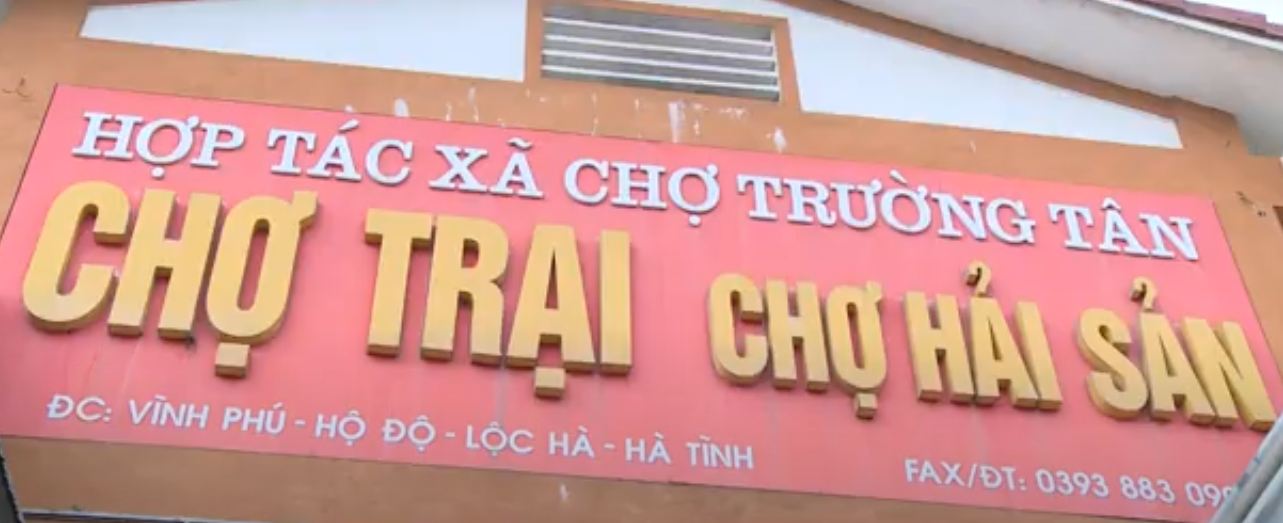 HỢP TÁC XÃ CHỢ TRƯỜNG TÂN
CHỢ TRẠI CHỢ HẢI SẢN
ĐC: VĨNH PHÚ - HỘ ĐỘ - LỘC HÀ - HÀ TĨNH
FAX/ĐT: 0393 883